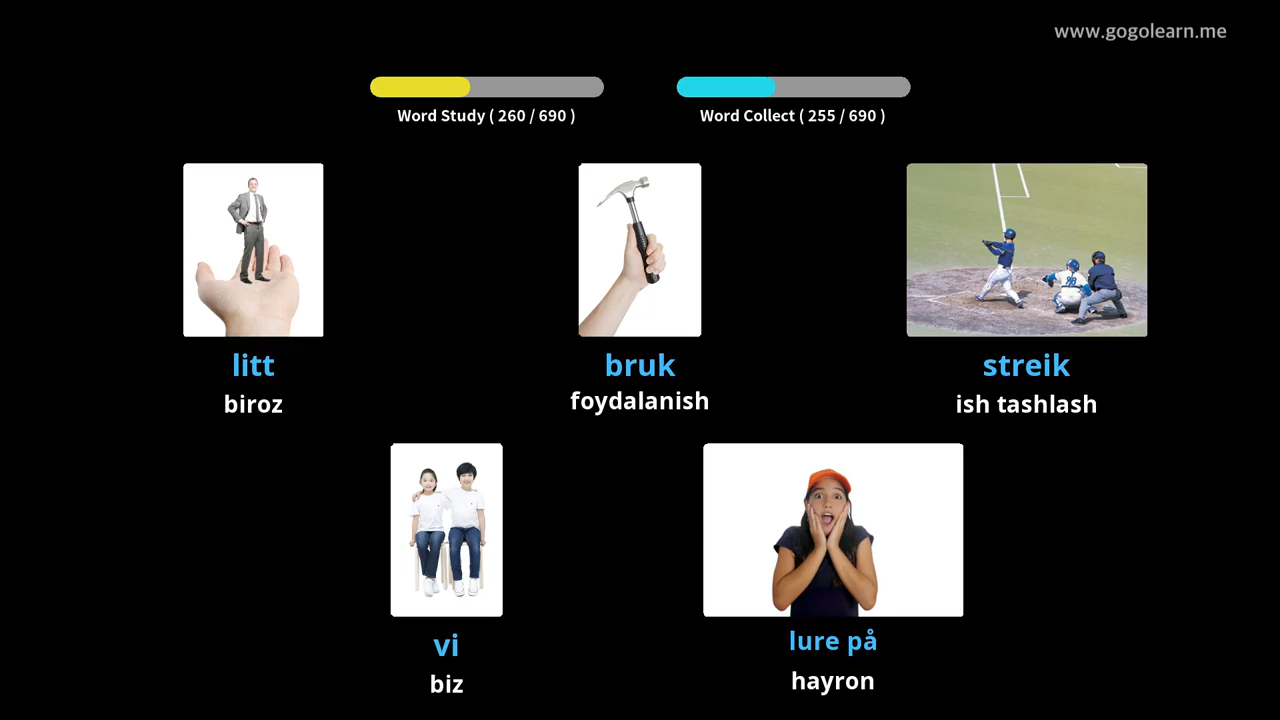 www.gogolearn.me
Word Study ( 260 / 690 )
Word Collect ( 255 / 690 )
litt
biroz
bruk
foydalanish
streik
ish tashlash
vi
biz
lure på
hayron